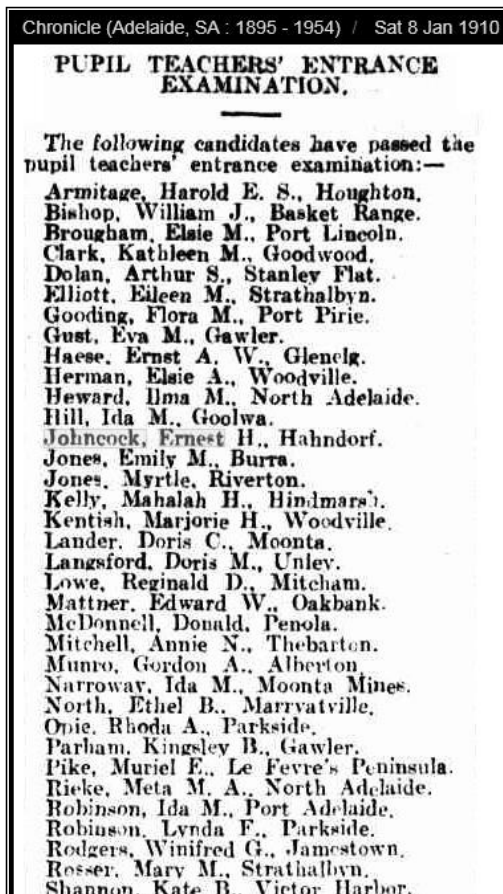 Chronicle (Adelaide, SA : 1895 - 1954) / Sat 8 Jan 1910
PUPIL TEACHERS' ENTRANCE
EXAMINATION.
The following candidates have passed the
pupil teachers' entrance examination:—
Armitage, Harold E. S., Houghton.
Bishop, William J., Basket Range.
Brougham, Elsie M., Port Lincoln.
Clark, Kathleen M., Goodwood.
Dolan, Arthur S., Stanley Flat.
Elliott, Eileen M., Strathalbyn.
Gooding, Flora M., Port Pirie.
Gust, Eva M., Gawler.
Haese, Ernst A. W., Glenelg.
Herman, Elsie A., Woodville.
Heward, Ilma M., North Adelaide.
Hill, Ida M., Goolwa.
Johncock, Ernest H., Hahndorf.
Jones, Emily M., Burra.
Jones, Myrtle, Riverton.
Kelly, Mahalah H., Hindmarsh.
Kentish, Marjorie H., Woodville.
Lander, Doris C., Moonta.
Langsford, Doris M., Unley.
Lowe, Reginald D., Mitcham.
Mattner, Edward W., Oakbank.
McDonnell, Donald, Penola.
Mitchell, Annie N., Thebarton.
Munro, Gordon A., Alberton
Narroway, Ida M., Moonta Mines.
North, Ethel B., Marryatville.
Opie, Rhoda A., Parkside.
Parham, Kingsley B., Gawler.
Pike, Muriel E., Le Fevre's Peninsula.
Rieke, Meta M. A., North Adelaide.
Robinson, Ida M., Port Adelaide.
Robinson, Lynda F., Parkside.
Rodgers, Winifred G., Jamestown.
Rosser, Mary M., Strathalbyn.
Shannon, Kate B., Victor Harbor.